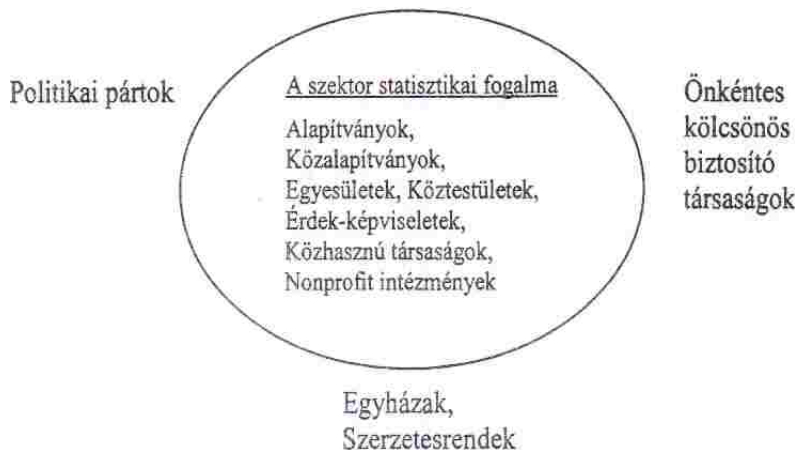 Politikai pártok
A szektor statisztikai fogalma
Alapítványok,
Közalapítványok,
Egyesületek, Köztestületek,
Érdek-képviseletek,
Közhasznú társaságok,
Nonprofit intézmények
Önkéntes
kölcsönös
biztosító
társaságok
Egyházak,
Szerzetesrendek